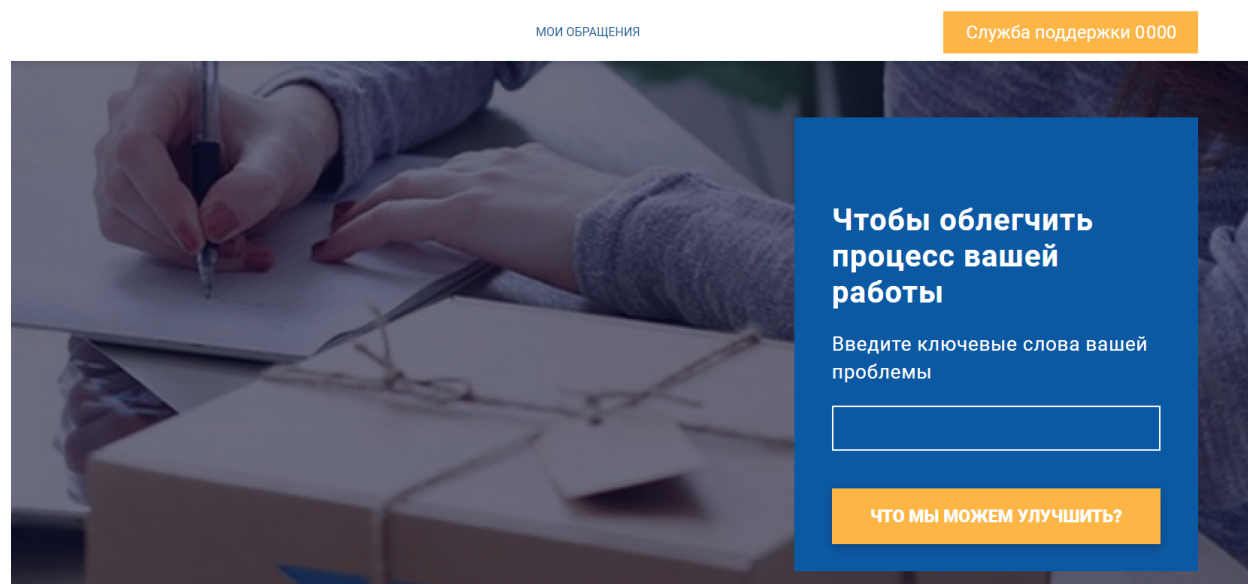 МОИ ОБРАЩЕНИЯ
Служба поддержки 0000
Чтобы облегчить
процесс вашей
работы
Введите ключевые слова вашей
проблемы
ЧТО МЫ МОЖЕМ УЛУЧШИТЬ?